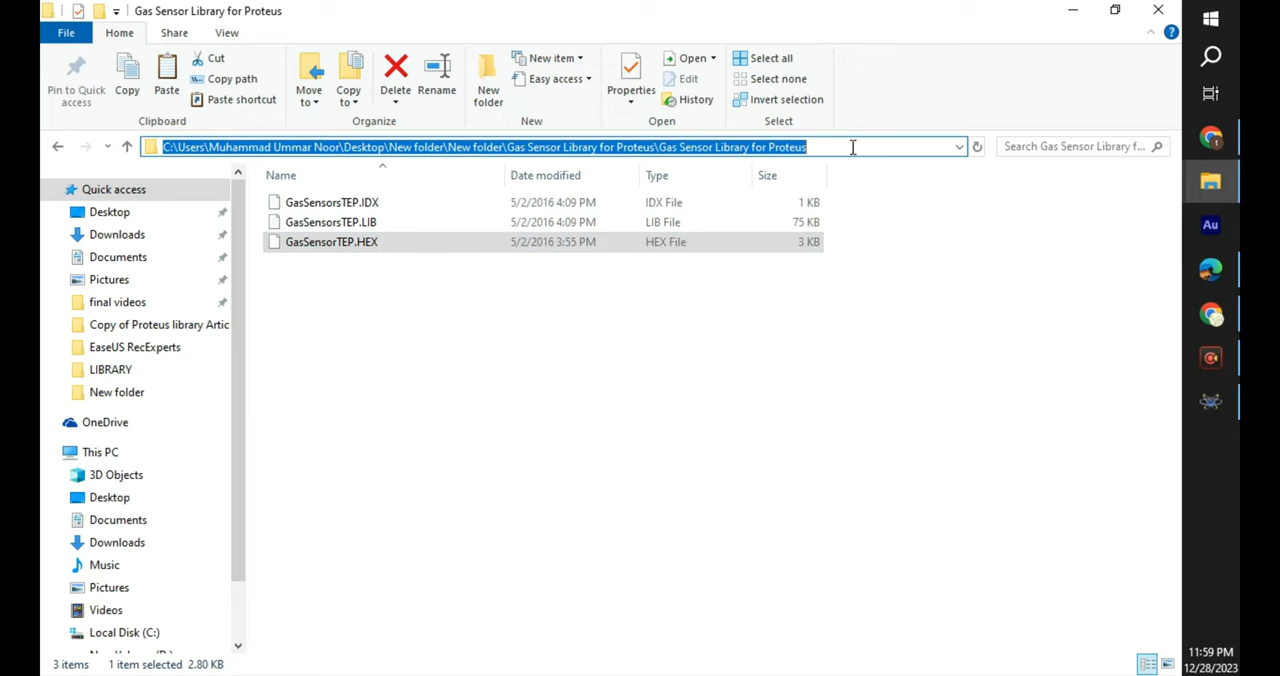 Gas Sensor Library for Proteus
File Home Share View
Pin to Quick access
Copy
Paste
Cut
Copy path
Paste shortcut
Clipboard
Move to
Copy to
Delete
Rename
Organize
New folder
New item
Easy access
New
Properties
Open
Edit
History
Open
Select all
Select none
Invert selection
Select
C:\Users\Muhammad Ummar Noor\Desktop\New folder\New folder\Gas Sensor Library for Proteus\Gas Sensor Library for Proteus
Search Gas Sensor Library f...
Name Date modified Type Size
GasSensorsTEP.IDX 5/2/2016 4:09 PM IDX File 1 KB
GasSensorsTEP.LIB 5/2/2016 4:09 PM LIB File 75 KB
GasSensorTEP.HEX 5/2/2016 3:55 PM HEX File 3 KB
Quick access
Desktop
Downloads
Documents
Pictures
final videos
Copy of Proteus library Artic
EaseUS RecExperts
LIBRARY
New folder
OneDrive
This PC
3D Objects
Desktop
Documents
Downloads
Music
Pictures
Videos
Local Disk (C:)
3 items 1 item selected 2.80 KB
Au
11:59 PM
12/28/2023